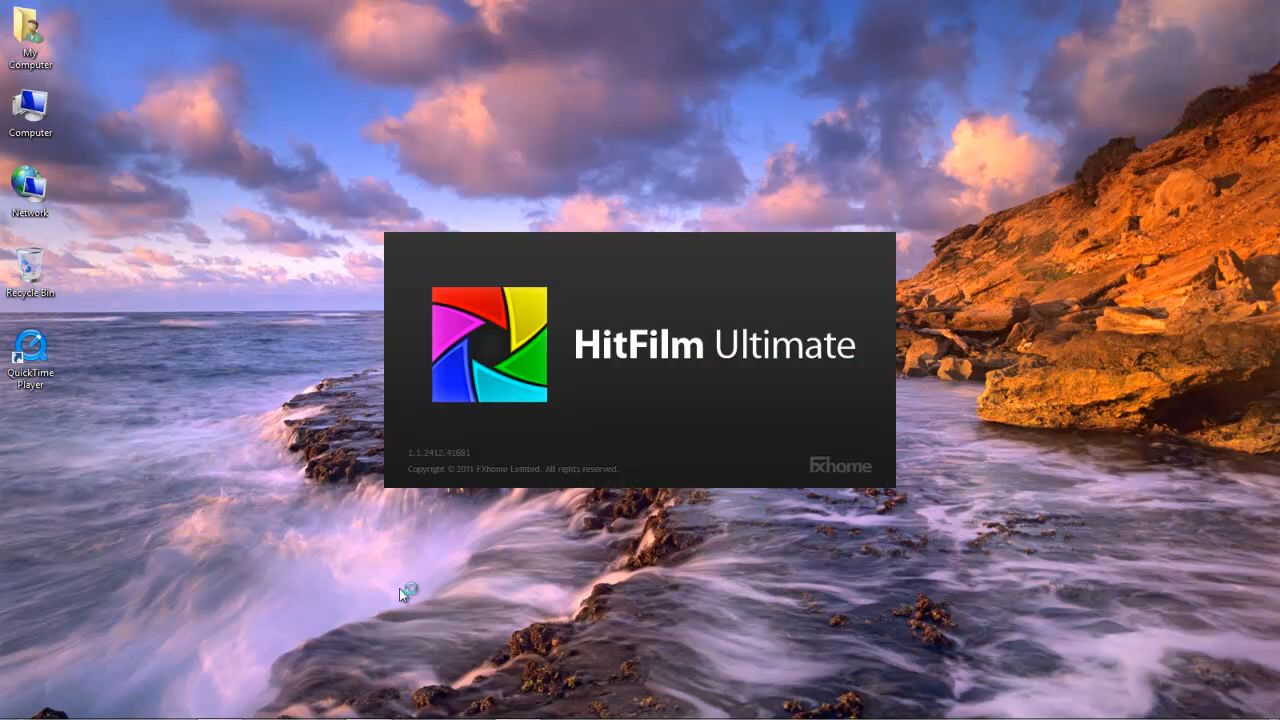 My
Computer
Computer
Network
Recycle Bin
QuickTime
Player
HitFilm Ultimate
1.1.2412.41681
Copyright © 2011 FXhome Limited. All rights reserved.
fxhome